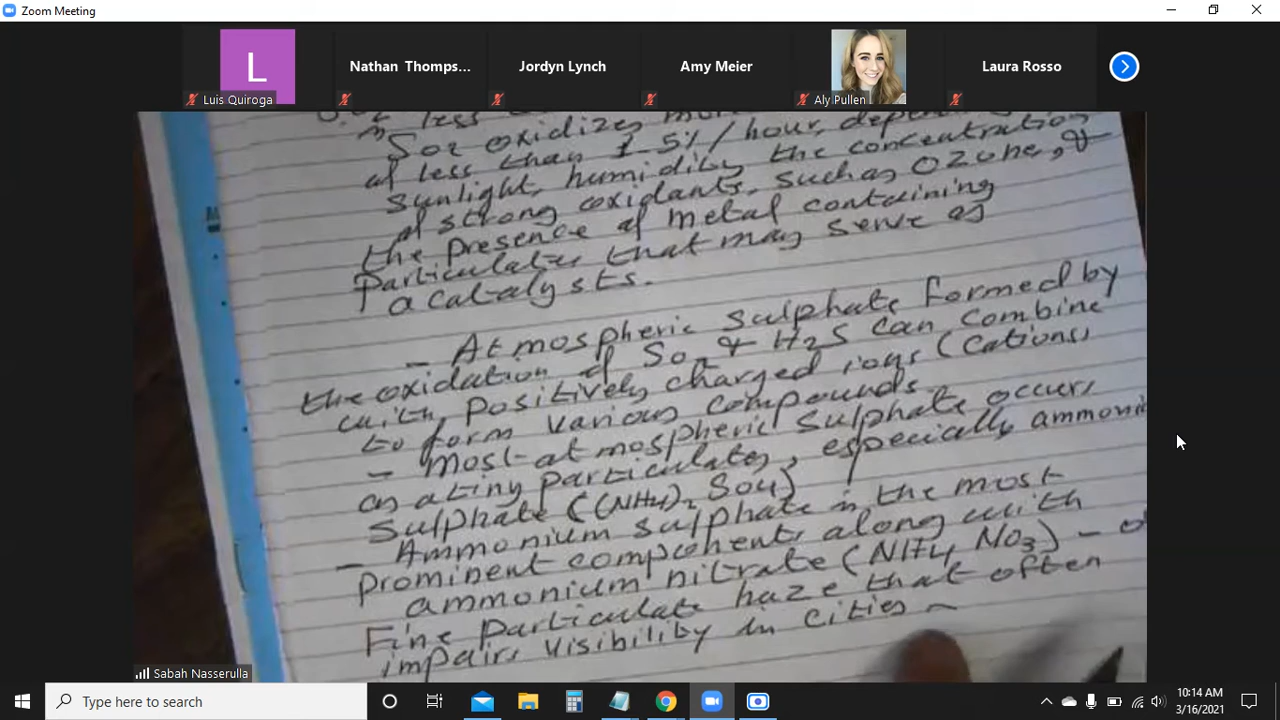 Zoom Meeting
L
Luis Quiroga
Nathan Thomps...
Jordyn Lynch
Amy Meier
Aly Pullen
Laura Rosso
less
SO2 oxidizes
at less than 1.5%/hour,
sunlight, humidity the concentration
of strong oxidants, such as Ozone, &
the presence of metal containing
Particulates that may serve as
a catalysts.
- Atmospheric sulphate formed by
the oxidation of SO2 & H2S can combine
with positively charged ions (Cations)
to form various compounds.
- Most atmospheric sulphate occurs
as a tiny particulates, especially ammoni
sulphate ((NH4)2 SO4)
- Ammonium sulphate is the most
prominent components along with
ammonium nitrate (NH4 NO3) -
Fine particulate haze that often
impairs visibility in cities
Sabah Nasserulla
Type here to search
10:14 AM
3/16/2021